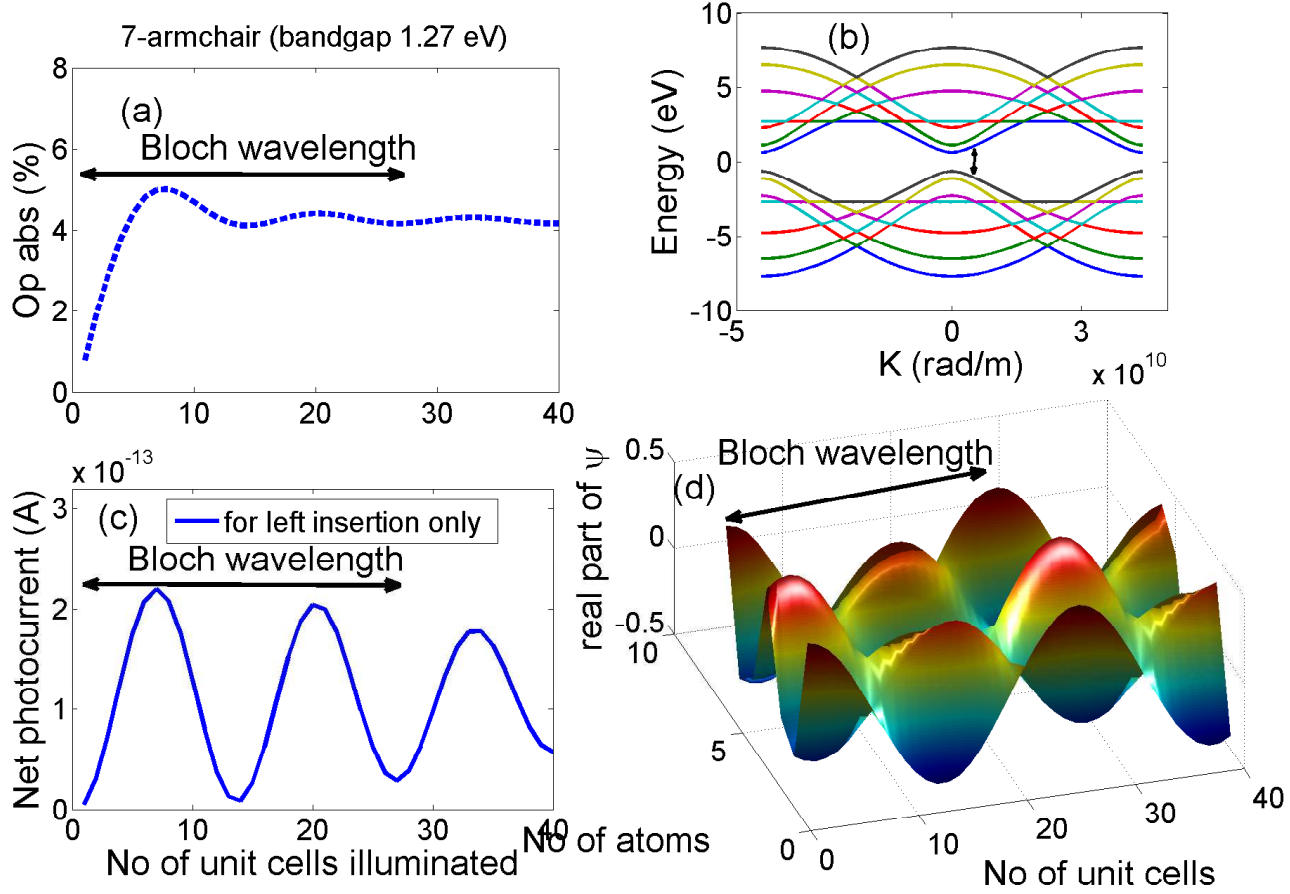 7-armchair (bandgap 1.27 eV)
(a)
Bloch wavelength
Op abs (%)
8
6
4
2
0
0 10 20 30 40
(b)
Energy (eV)
10
5
0
-5
-10
-5 0 3
K (rad/m)
x 10^10
x 10^-13
(c)
for left insertion only
Bloch wavelength
Net photocurrent (A)
3
2
1
0
0 10 20 30 40
No of unit cells illuminated
(d)
Bloch wavelength
real part of ψ
0.5
0
-0.5
10
5
0
No of atoms
0 10 20 30 40
No of unit cells